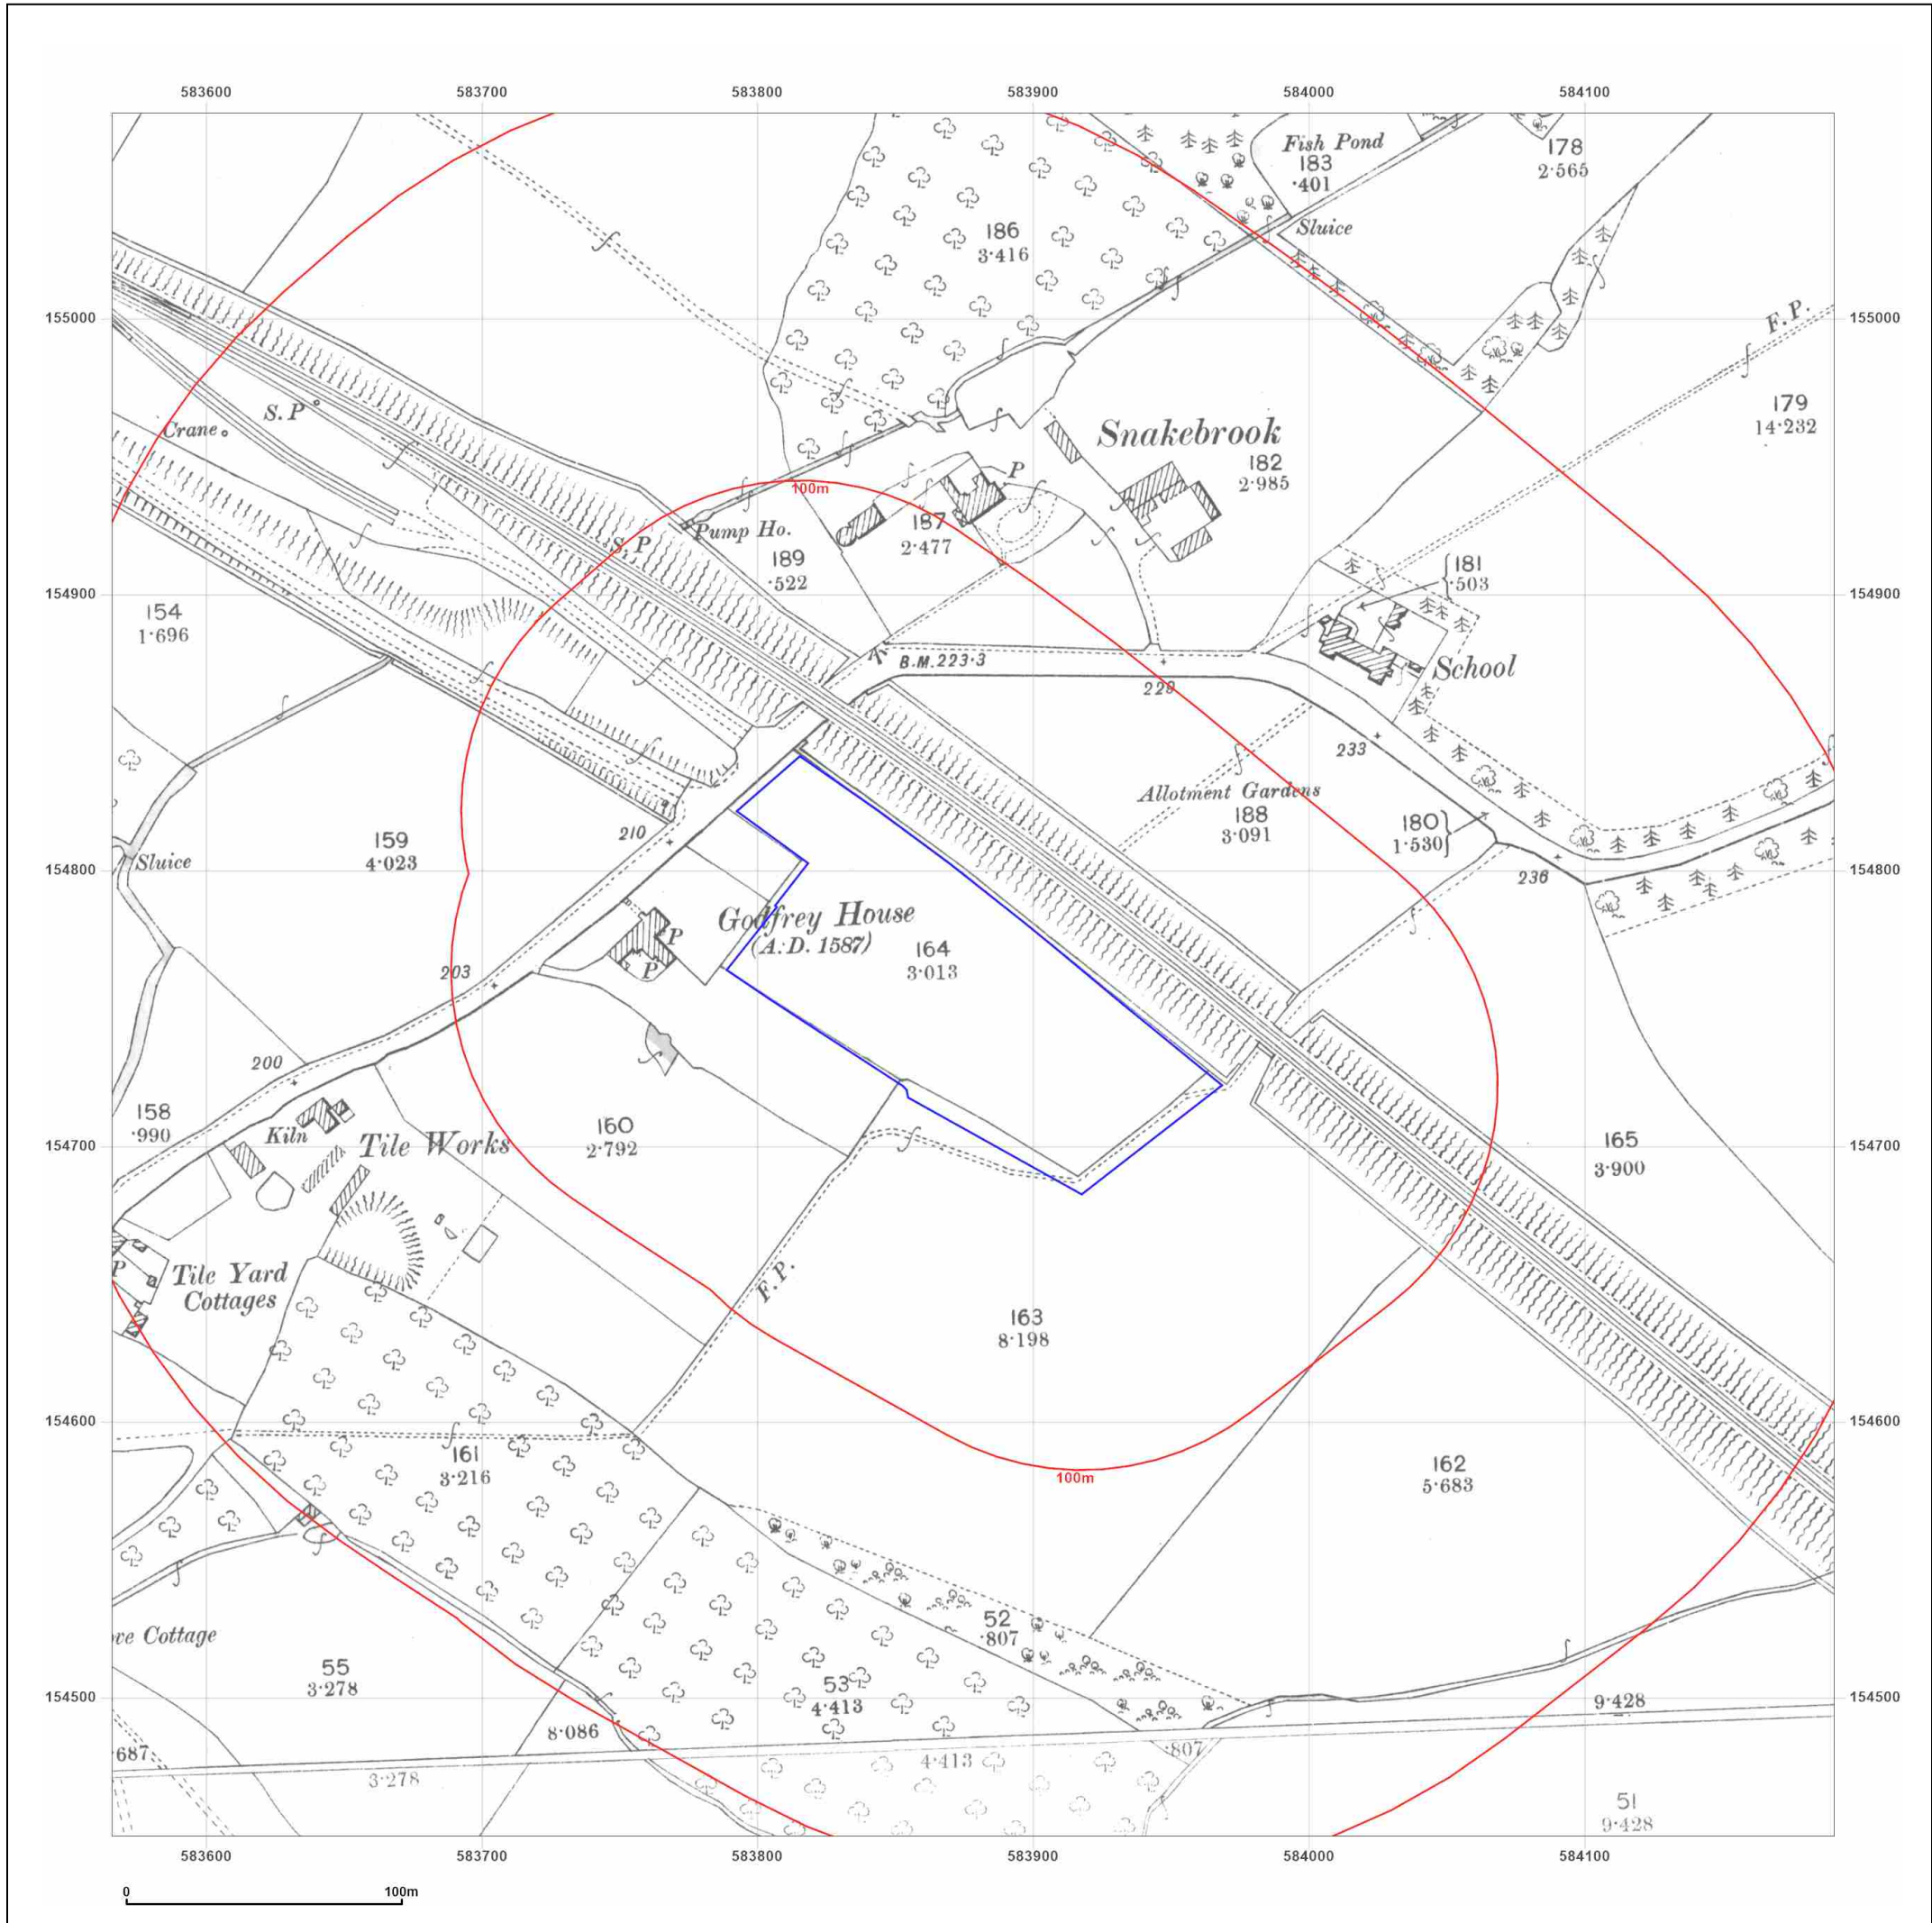 583600 583700 583800 583900 584000 584100
Fish Pond
183
·401
178
2·565
Sluice
186
3·416
155000
155000
F.P.
S.P
Crane
179
14·232
Snakebrook
182
2·985
P
100m
187
2·477
Pump Ho.
S.P
189
·522
181
·503
154900
154900
154
1·696
B.M.223·3
School
229
233
Allotment Gardens
188
3·091
180
1·530
210
159
4·023
Sluice
236
154800
154800
Godfrey House
(A.D. 1587)
P
P
164
3·013
203
200
158
·990
Kiln
Tile Works
160
2·792
154700
154700
165
3·900
P
Tile Yard
Cottages
F.P.
163
8·198
154600
154600
161
3·216
162
5·683
100m
52
·807
ve Cottage
55
3·278
53
4·413
154500
154500
9·428
8·086
·687
3·278
4·413
·807
51
9·428
583600 583700 583800 583900 584000 584100
0 100m